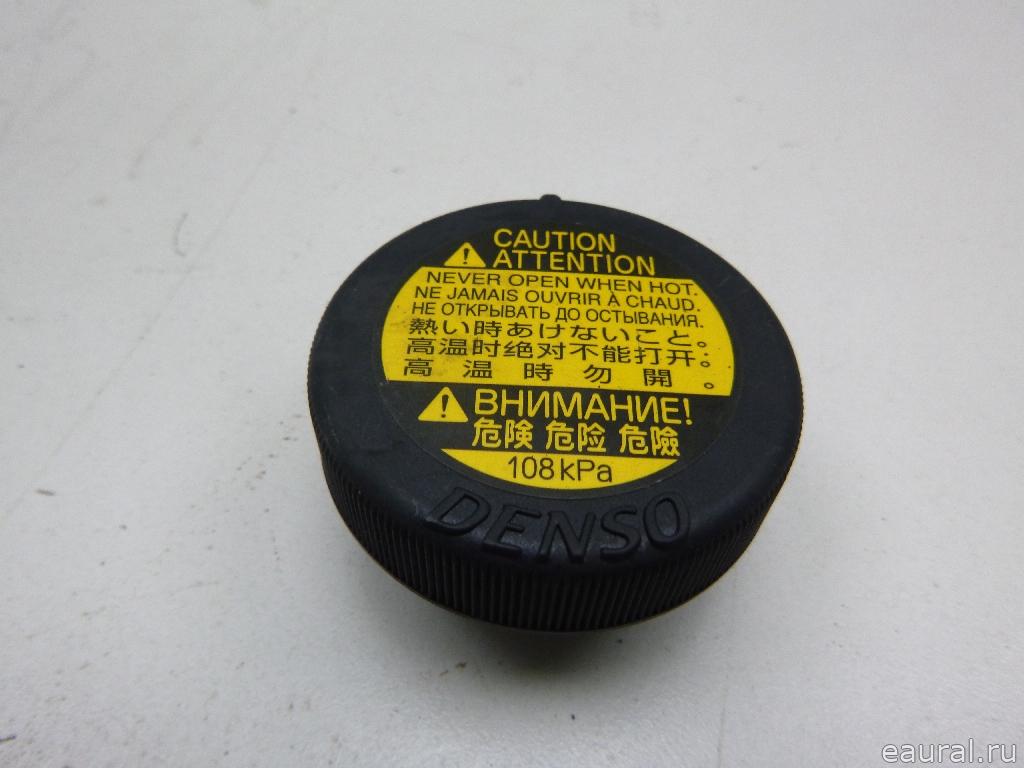 CAUTION
ATTENTION
NEVER OPEN WHEN HOT.
NE JAMAIS OUVRIR À CHAUD.
НЕ ОТКРЫВАТЬ ДО ОСТЫВАНИЯ.
熱い時あけないこと。
高温时绝对不能打开。
高温時勿開。
ВНИМАНИЕ!
危険 危险 危險
108kPa
DENSO
eaural.ru